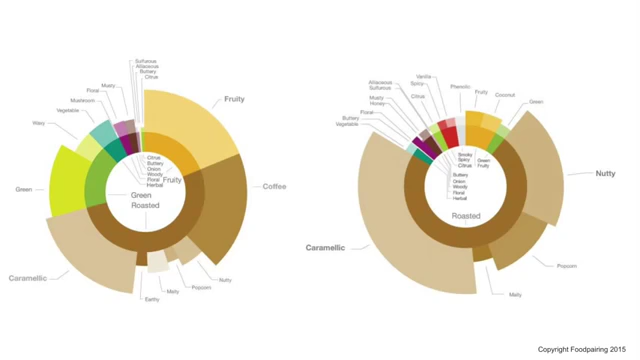 Sulfurous
Alliaceous
Buttery
Citrus
Musty
Floral
Mushroom
Vegetable
Waxy
Green
Caramellic
Fruity
Coffee
Nutty
Popcorn
Malty
Earthy
Citrus
Buttery
Onion
Woody
Floral
Herbal
Fruity
Green
Roasted
Vanilla
Spicy
Alliaceous
Sulfurous
Citrus
Musty
Honey
Floral
Buttery
Vegetable
Phenolic
Fruity
Coconut
Green
Nutty
Popcorn
Malty
Caramellic
Smoky
Spicy
Citrus
Green
Fruity
Buttery
Onion
Woody
Floral
Herbal
Roasted
Copyright Foodpairing 2015